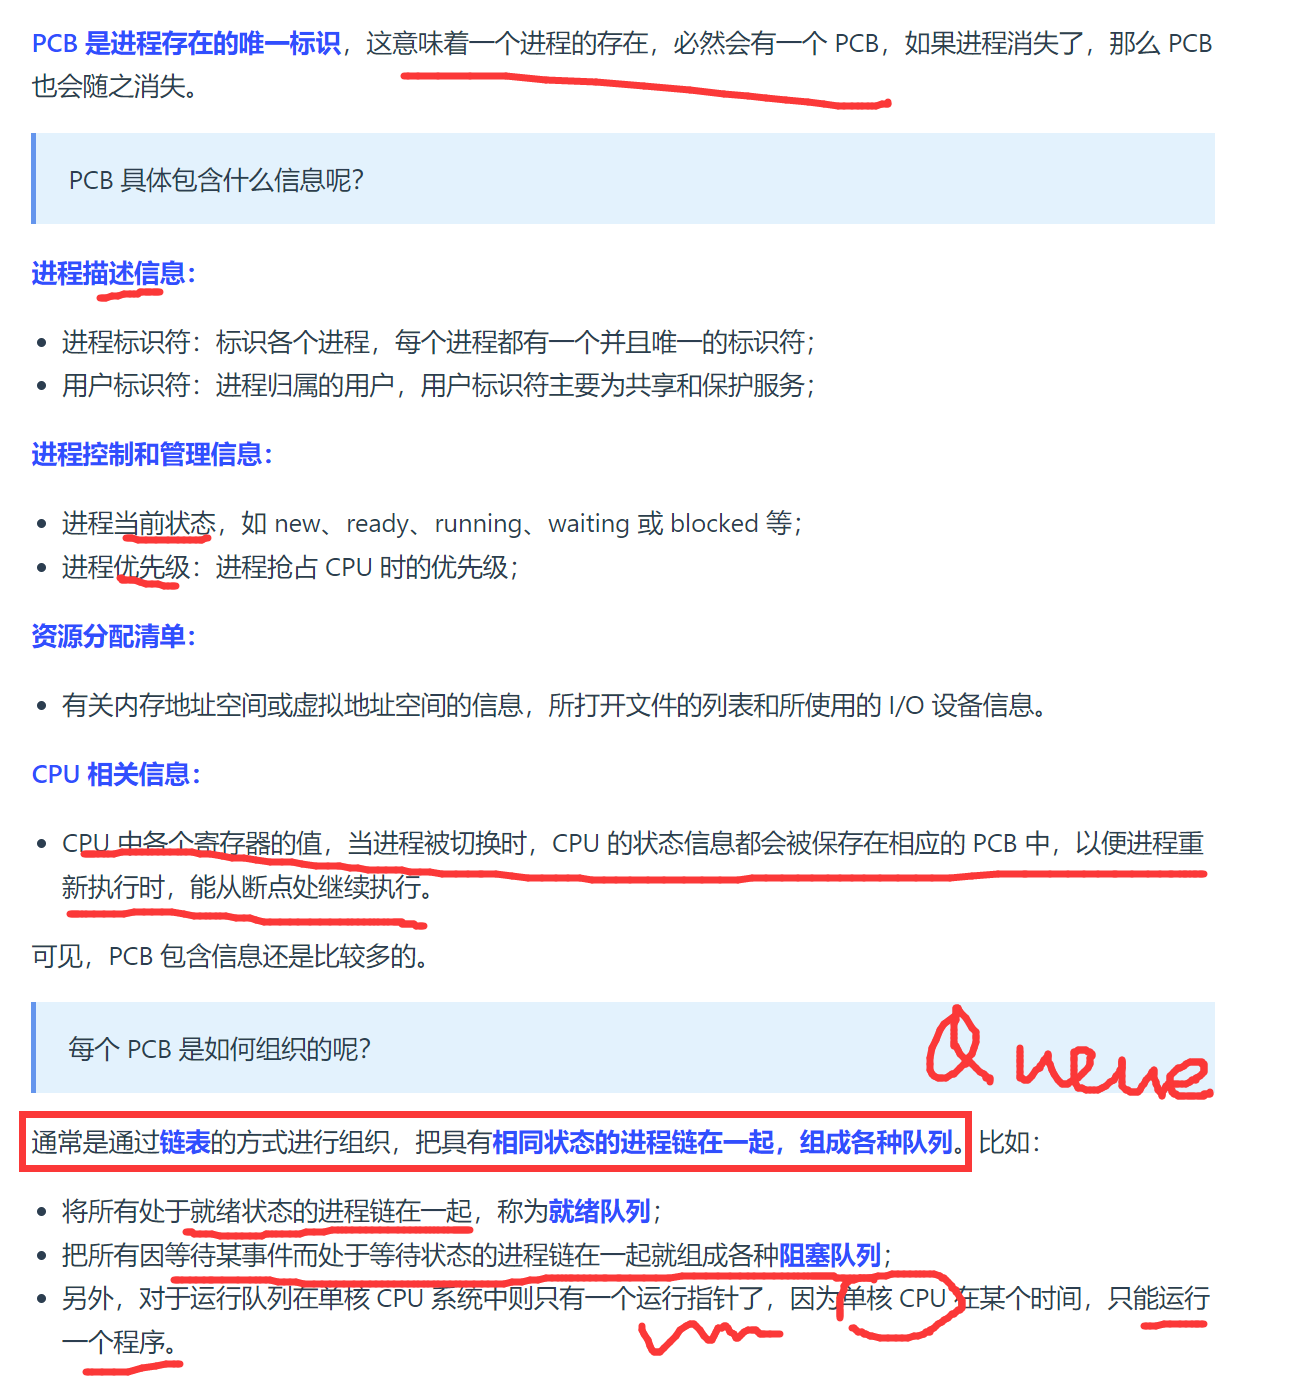 PCB 是进程存在的唯一标识，这意味着一个进程的存在，必然会有一个 PCB，如果进程消失了，那么 PCB
也会随之消失。
PCB 具体包含什么信息呢？
进程描述信息：
进程标识符：标识各个进程，每个进程都有一个并且唯一的标识符；
用户标识符：进程归属的用户，用户标识符主要为共享和保护服务；
进程控制和管理信息：
进程当前状态，如 new、ready、running、waiting 或 blocked 等；
进程优先级：进程抢占 CPU 时的优先级；
资源分配清单：
有关内存地址空间或虚拟地址空间的信息，所打开文件的列表和所使用的 I/O 设备信息。
CPU 相关信息：
CPU 中各个寄存器的值，当进程被切换时，CPU 的状态信息都会被保存在相应的 PCB 中，以便进程重
新执行时，能从断点处继续执行。
可见，PCB 包含信息还是比较多的。
每个 PCB 是如何组织的呢？
Queue
通常是通过链表的方式进行组织，把具有相同状态的进程链在一起，组成各种队列。比如：
将所有处于就绪状态的进程链在一起，称为就绪队列；
把所有因等待某事件而处于等待状态的进程链在一起就组成各种阻塞队列；
另外，对于运行队列在单核 CPU 系统中则只有一个运行指针了，因为单核 CPU 在某个时间，只能运行
一个程序。